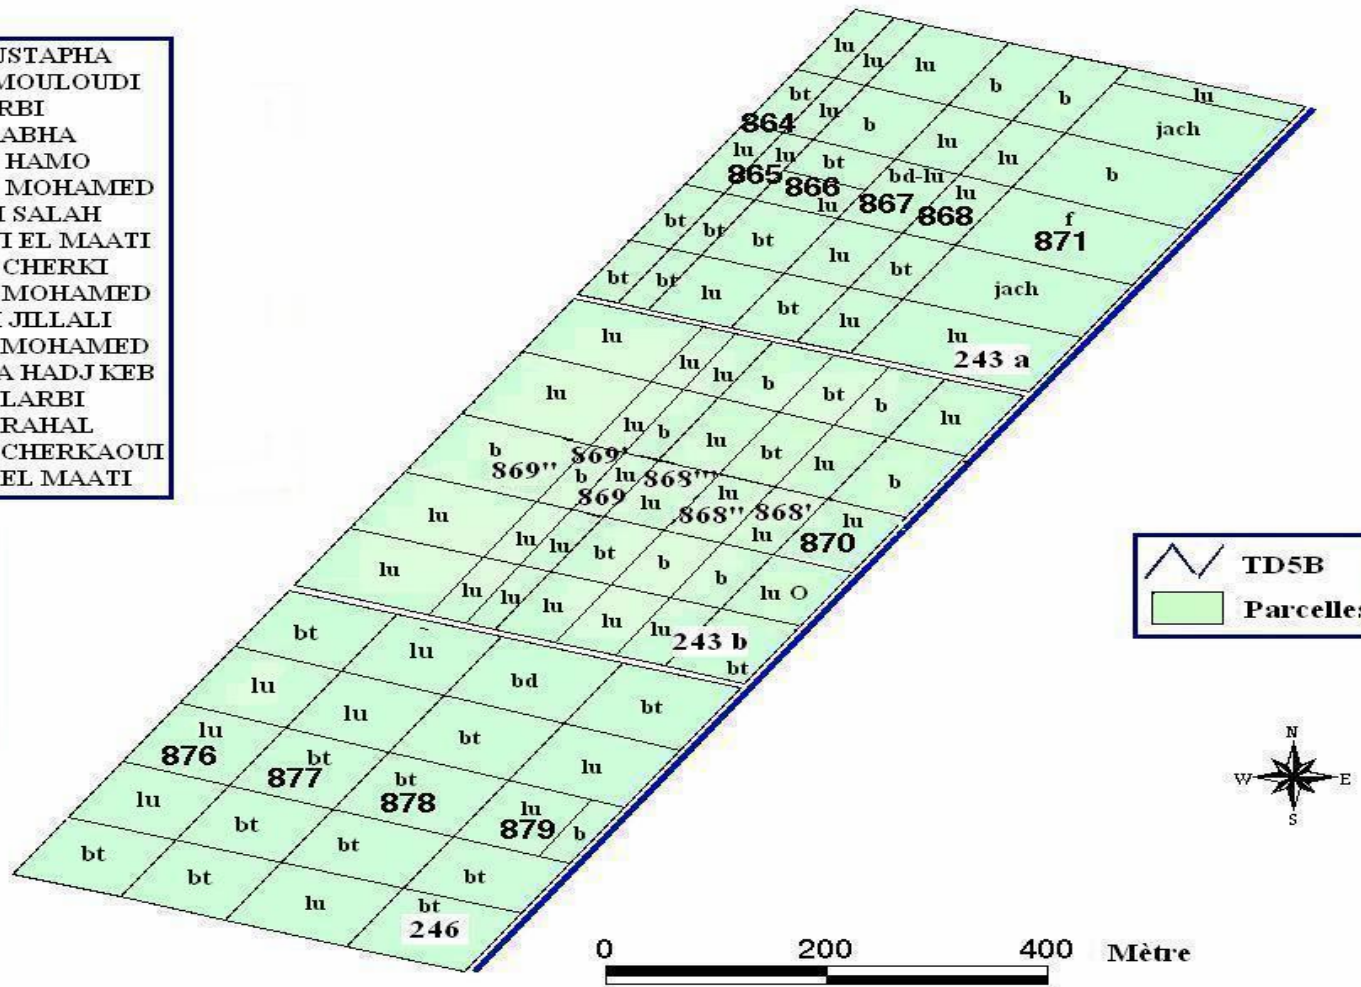 USTAPHA
MOULOUDI
RBI
ABHA
HAMO
MOHAMED
I SALAH
I EL MAATI
CHERKI
MOHAMED
I JILLALI
MOHAMED
A HADJ KEB
LARBI
RAHAL
CHERKAOUI
EL MAATI
lu lu lu b b lu
bt lu b lu lu jach
864
lu lu bt bd-lu lu b
865 866 867 868
lu f
871
bt bt bt lu bt jach
bt bt lu bt lu lu
243 a
lu lu lu b bt b lu
lu lu b lu bt lu b
b 869'' 869'
b lu 868'''
869 lu lu 868'' 868'
lu lu
870
lu lu lu bt b b lu O
lu lu lu lu lu lu
243 b
bt
bt lu bd bt
lu lu bt lu
lu bt bt lu b
876 877 878 879
lu bt bt bt
bt bt lu bt
246
TD5B
Parcelles
N
W E
S
0 200 400 Mètre